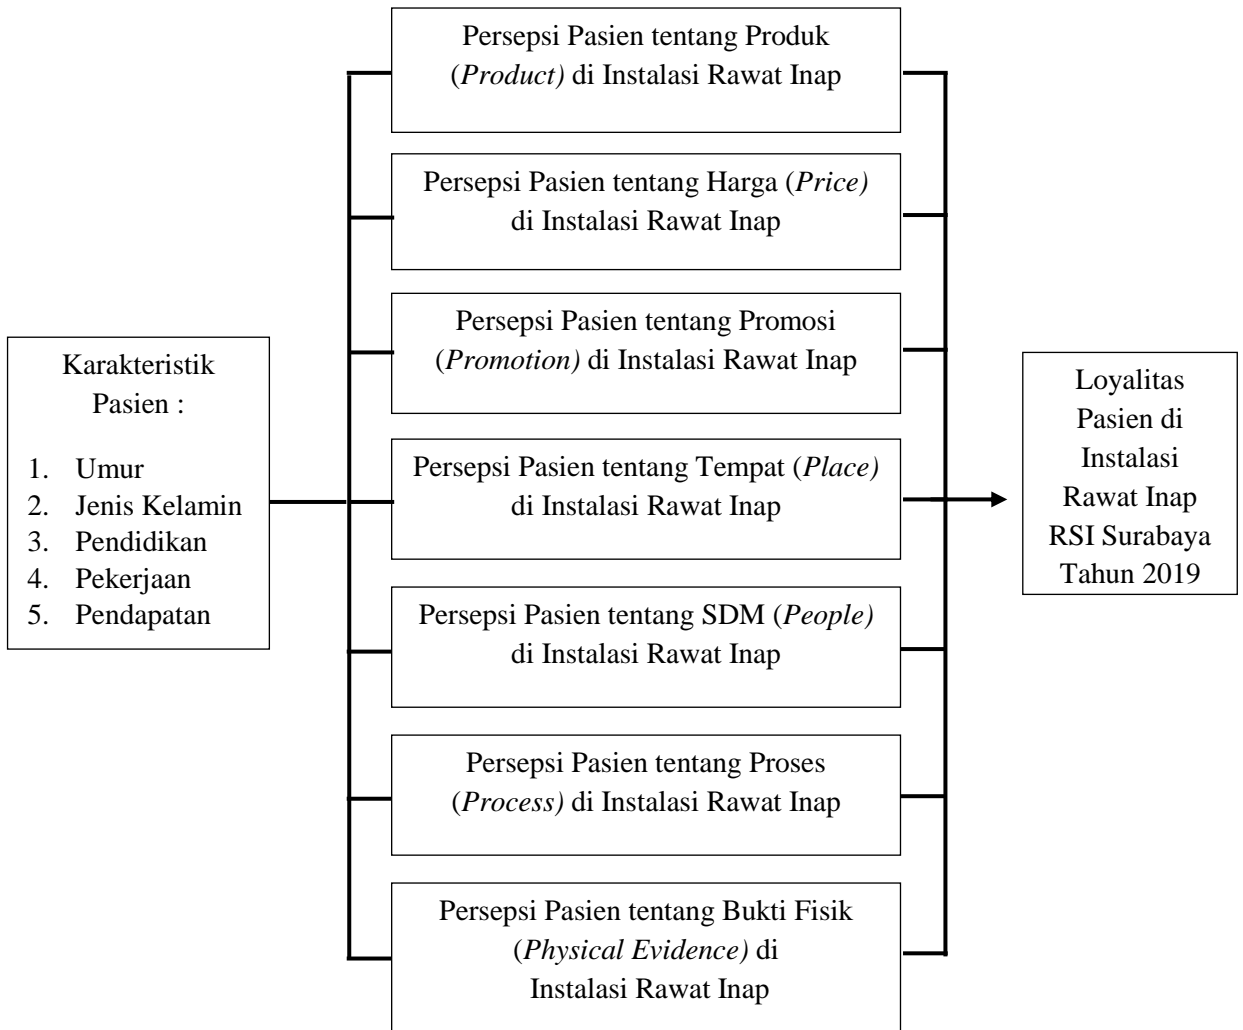 Karakteristik
Pasien :
1. Umur
2. Jenis Kelamin
3. Pendidikan
4. Pekerjaan
5. Pendapatan
Persepsi Pasien tentang Produk
(Product) di Instalasi Rawat Inap
Persepsi Pasien tentang Harga (Price)
di Instalasi Rawat Inap
Persepsi Pasien tentang Promosi
(Promotion) di Instalasi Rawat Inap
Persepsi Pasien tentang Tempat (Place)
di Instalasi Rawat Inap
Persepsi Pasien tentang SDM (People)
di Instalasi Rawat Inap
Persepsi Pasien tentang Proses
(Process) di Instalasi Rawat Inap
Persepsi Pasien tentang Bukti Fisik
(Physical Evidence) di
Instalasi Rawat Inap
Loyalitas
Pasien di
Instalasi
Rawat Inap
RSI Surabaya
Tahun 2019